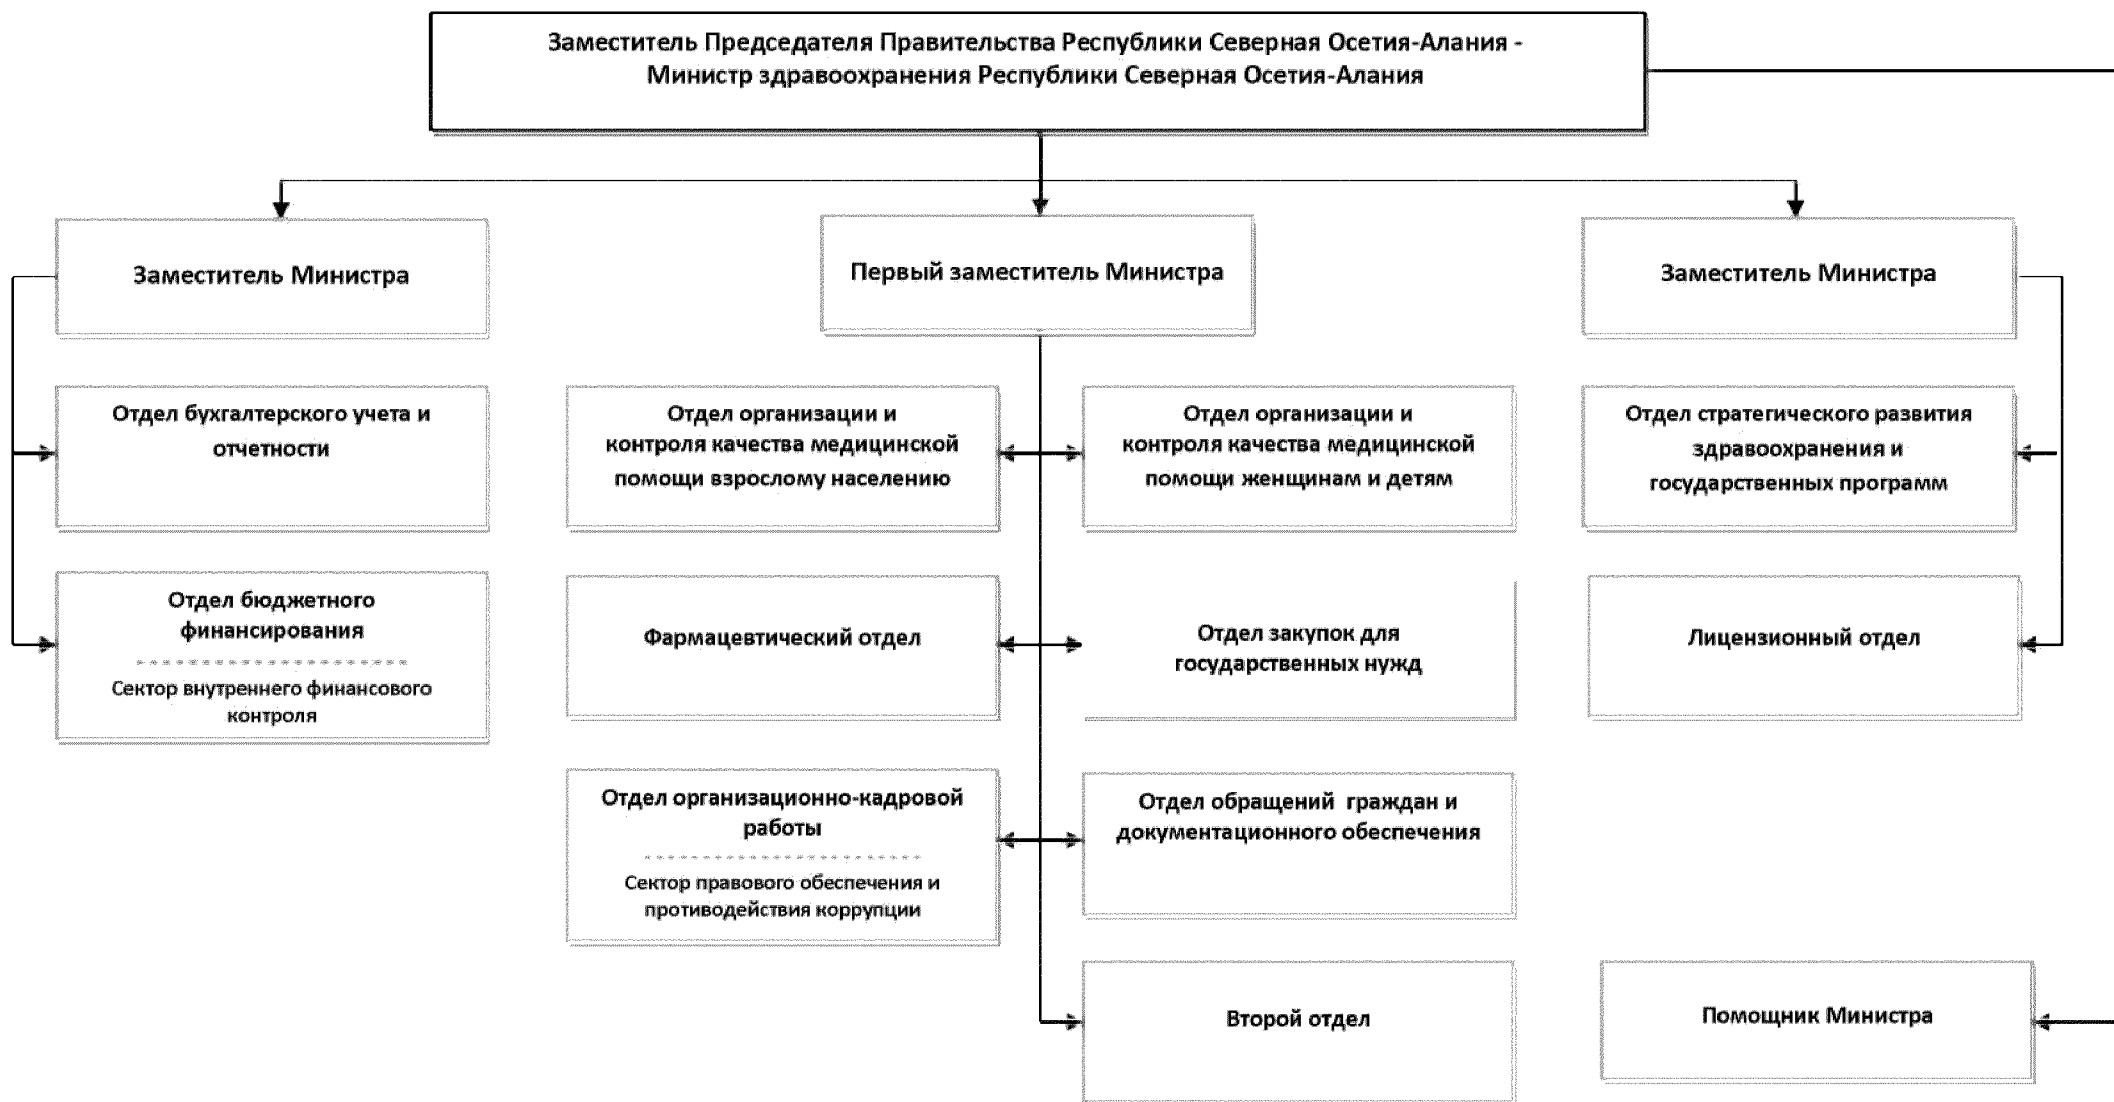 Заместитель Председателя Правительства Республики Северная Осетия-Алания -
Министр здравоохранения Республики Северная Осетия-Алания
Заместитель Министра
Первый заместитель Министра
Заместитель Министра
Отдел бухгалтерского учета и
отчетности
Отдел организации и
контроля качества медицинской
помощи взрослому населению
Отдел организации и
контроля качества медицинской
помощи женщинам и детям
Отдел стратегического развития
здравоохранения и
государственных программ
Отдел бюджетного
финансирования
Сектор внутреннего финансового
контроля
Фармацевтический отдел
Отдел закупок для
государственных нужд
Лицензионный отдел
Отдел организационно-кадровой
работы
Сектор правового обеспечения и
противодействия коррупции
Отдел обращений граждан и
документационного обеспечения
Второй отдел
Помощник Министра